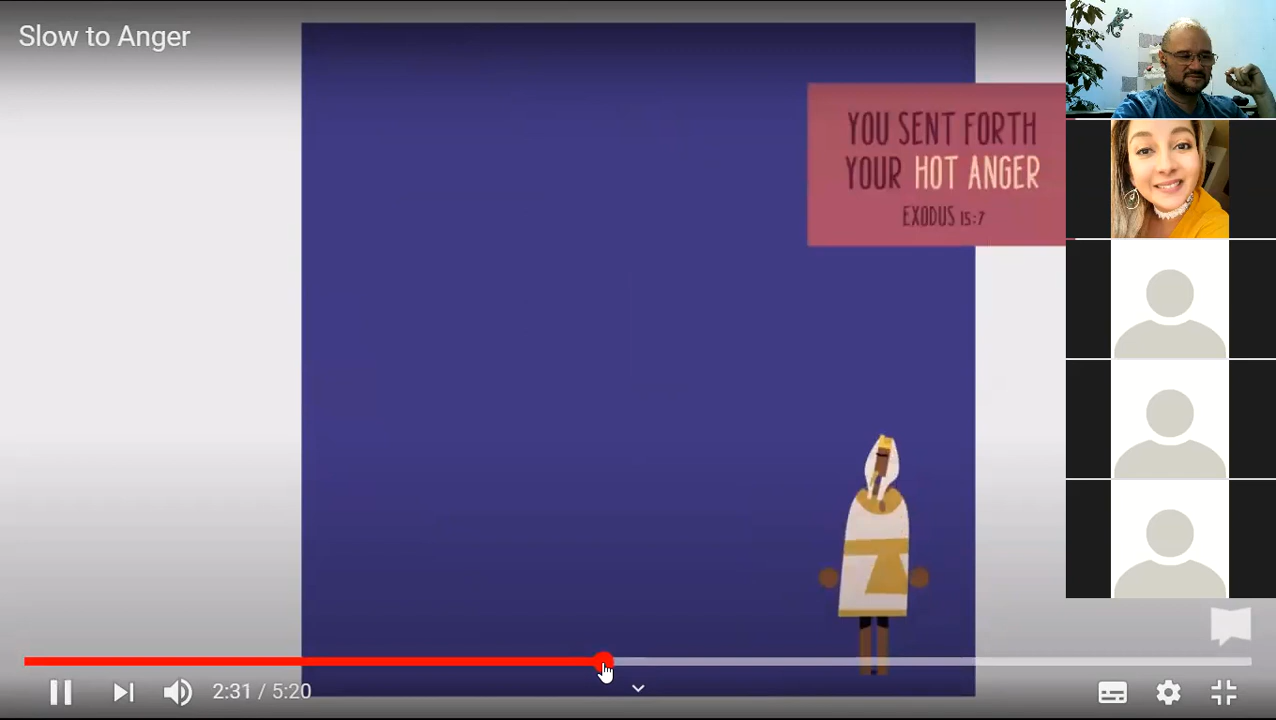 Slow to Anger
YOU SENT FORTH
YOUR HOT ANGER
EXODUS 15:7
2:31 / 5:20